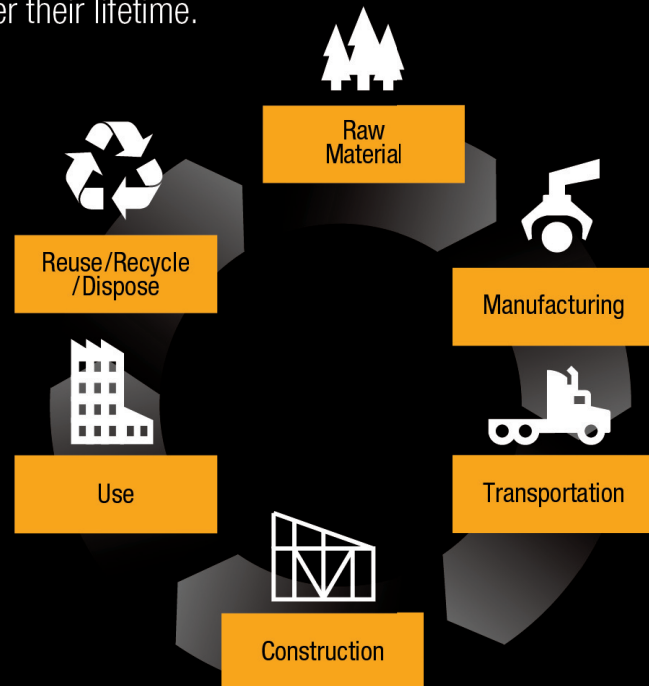 er their lifetime.
Raw
Material
Manufacturing
Transportation
Construction
Use
Reuse/Recycle
/Dispose